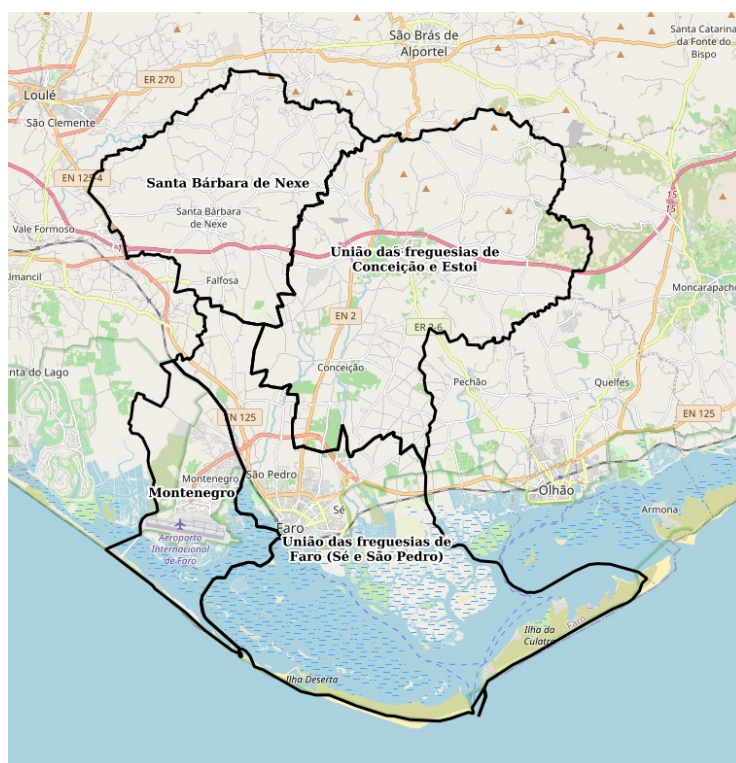 São Brás de
Alportel
Santa Catarina
da Fonte do
Bispo
ER 270
Loulé
São Clemente
EN 125-4
Santa Bárbara de Nexe
15
15
Santa Bárbara
de Nexe
Vale Formoso
União das freguesias de
Conceição e Estoi
Falfosa
Moncarapacho
EN 2
ER 2-6
Conceição
Pechão
Quelfes
EN 125
EN 125
Montenegro
São Pedro
Montenegro
Olhão
Sé
Armona
Faro
Aeroporto
Internacional
de Faro
União das freguesias de
Faro (Sé e São Pedro)
Ilha da
Culatra
Faro
Ilha Deserta